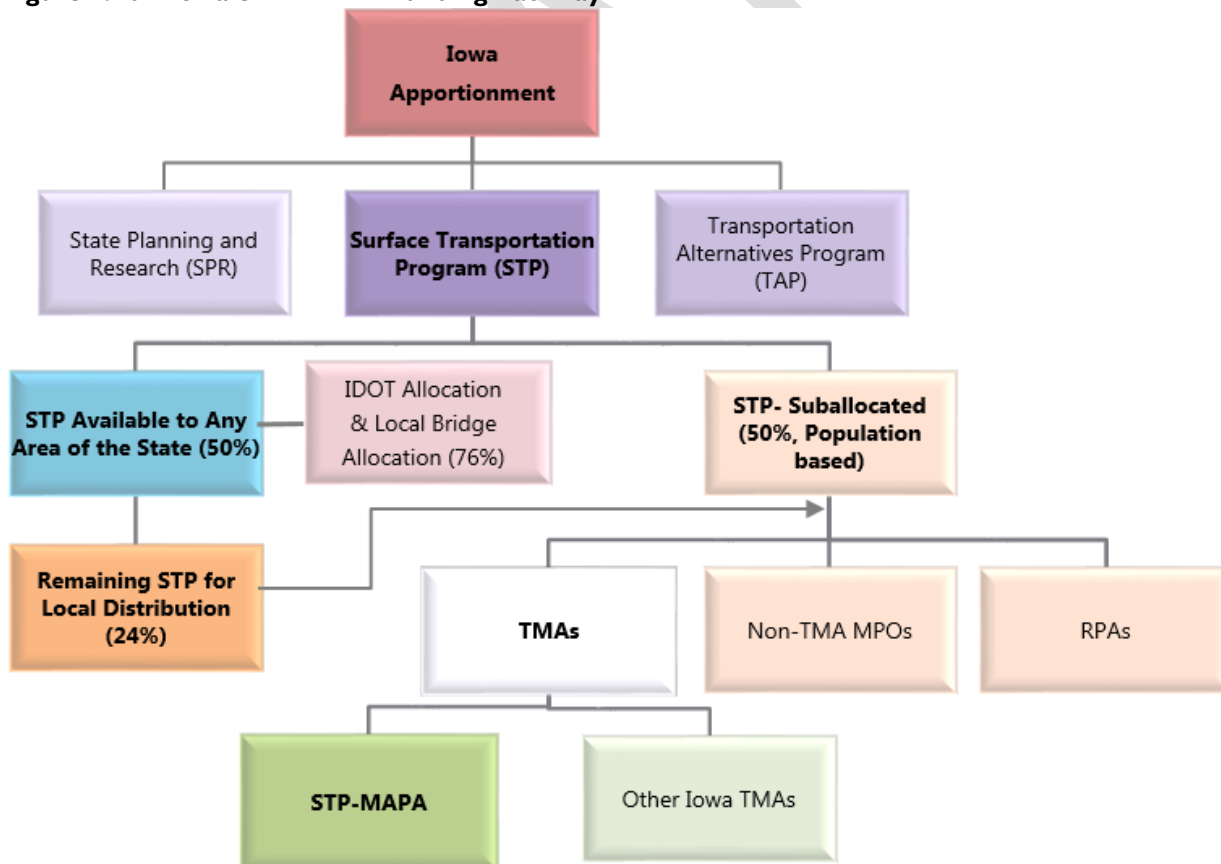 Iowa
Apportionment
State Planning and
Research (SPR)
Surface Transportation
Program (STP)
Transportation
Alternatives Program
(TAP)
STP Available to Any
Area of the State (50%)
IDOT Allocation
& Local Bridge
Allocation (76%)
STP- Suballocated
(50%, Population
based)
Remaining STP for
Local Distribution
(24%)
TMAs
Non-TMA MPOs
RPAs
STP-MAPA
Other Iowa TMAs